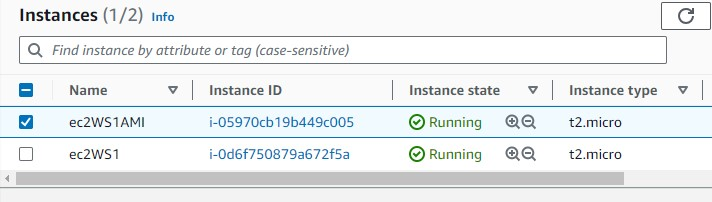 Instances (1/2) Info
Find instance by attribute or tag (case-sensitive)
Name Instance ID Instance state Instance type
ec2WS1AMI i-05970cb19b449c005 Running t2.micro
ec2WS1 i-0d6f750879a672f5a Running t2.micro